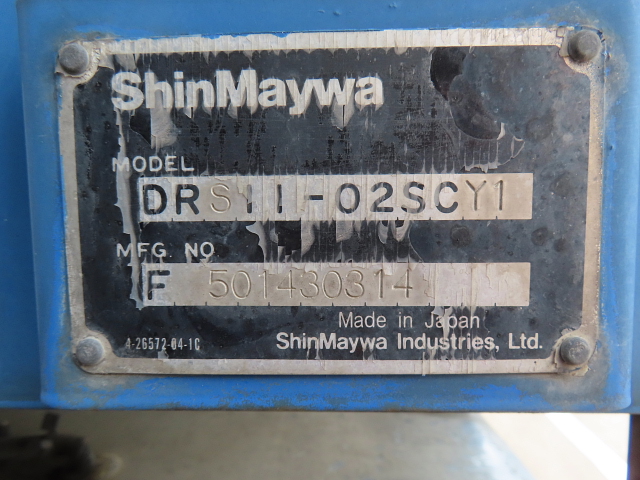 ShinMaywa
MODEL
DRS11-02SCY1
MFG. NO
F 501430314
Made in Japan
4-26572-04-1C ShinMaywa Industries, Ltd.